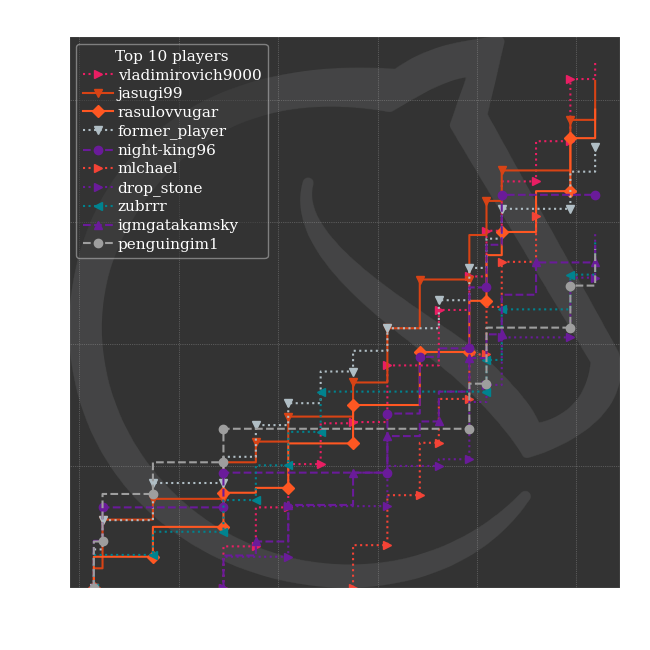 Top 10 players
vladimirovich9000
jasugi99
rasulovvugar
former_player
night-king96
mlchael
drop_stone
zubrrr
igmgatakamsky
penguingim1